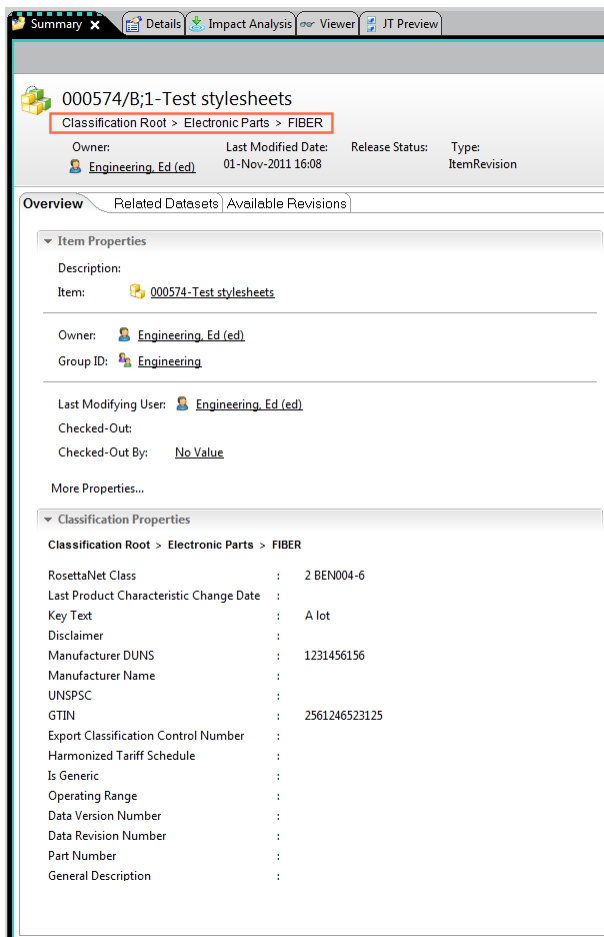 Summary Details Impact Analysis Viewer JT Preview
000574/B;1-Test stylesheets
Classification Root > Electronic Parts > FIBER
Owner: Last Modified Date: Release Status: Type:
Engineering, Ed (ed) 01-Nov-2011 16:08 ItemRevision
Overview Related Datasets Available Revisions
Item Properties
Description:
Item: 000574-Test stylesheets
Owner: Engineering, Ed (ed)
Group ID: Engineering
Last Modifying User: Engineering, Ed (ed)
Checked-Out:
Checked-Out By: No Value
More Properties...
Classification Properties
Classification Root > Electronic Parts > FIBER
RosettaNet Class : 2 BEN004-6
Last Product Characteristic Change Date :
Key Text : A lot
Disclaimer :
Manufacturer DUNS : 1231456156
Manufacturer Name :
UNSPSC :
GTIN : 2561246523125
Export Classification Control Number :
Harmonized Tariff Schedule :
Is Generic :
Operating Range :
Data Version Number :
Data Revision Number :
Part Number :
General Description :